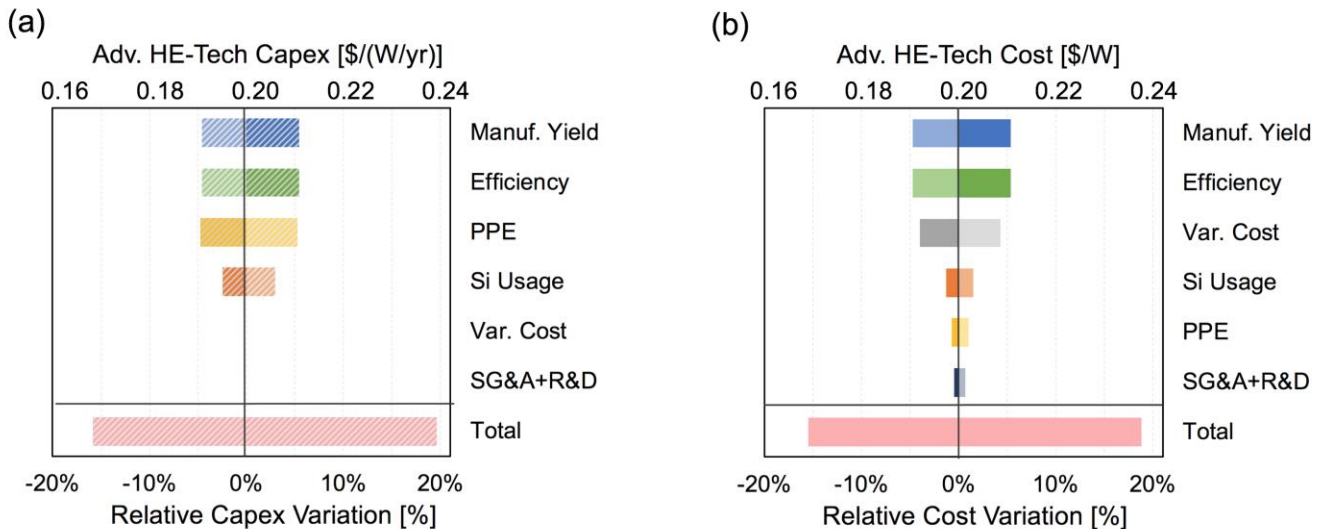 (a)
Adv. HE-Tech Capex [$/(W/yr)]
0.16 0.18 0.20 0.22 0.24
Manuf. Yield
Efficiency
PPE
Si Usage
Var. Cost
SG&A+R&D
Total
-20% -10% 0% 10% 20%
Relative Capex Variation [%]
(b)
Adv. HE-Tech Cost [$/W]
0.16 0.18 0.20 0.22 0.24
Manuf. Yield
Efficiency
Var. Cost
Si Usage
PPE
SG&A+R&D
Total
-20% -10% 0% 10% 20%
Relative Cost Variation [%]